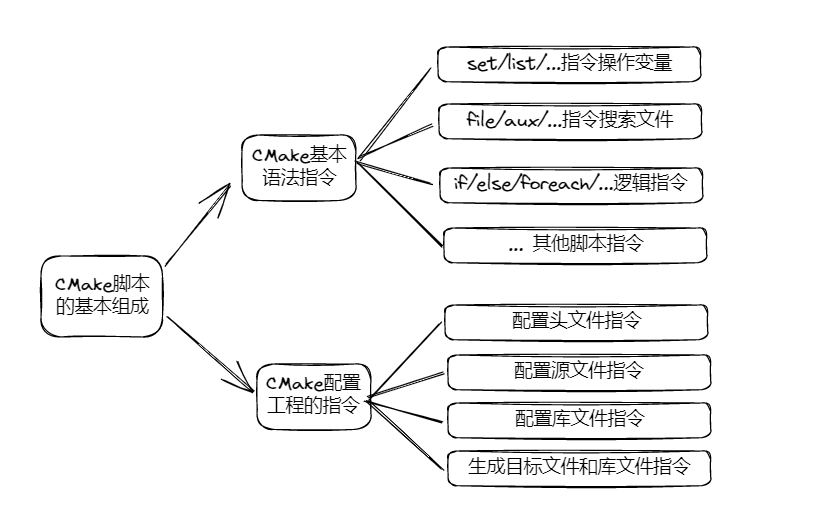 CMake脚本
的基本组成
CMake基本
语法指令
set/list/...指令操作变量
file/aux/...指令搜索文件
if/else/foreach/...逻辑指令
... 其他脚本指令
CMake配置
工程的指令
配置头文件指令
配置源文件指令
配置库文件指令
生成目标文件和库文件指令